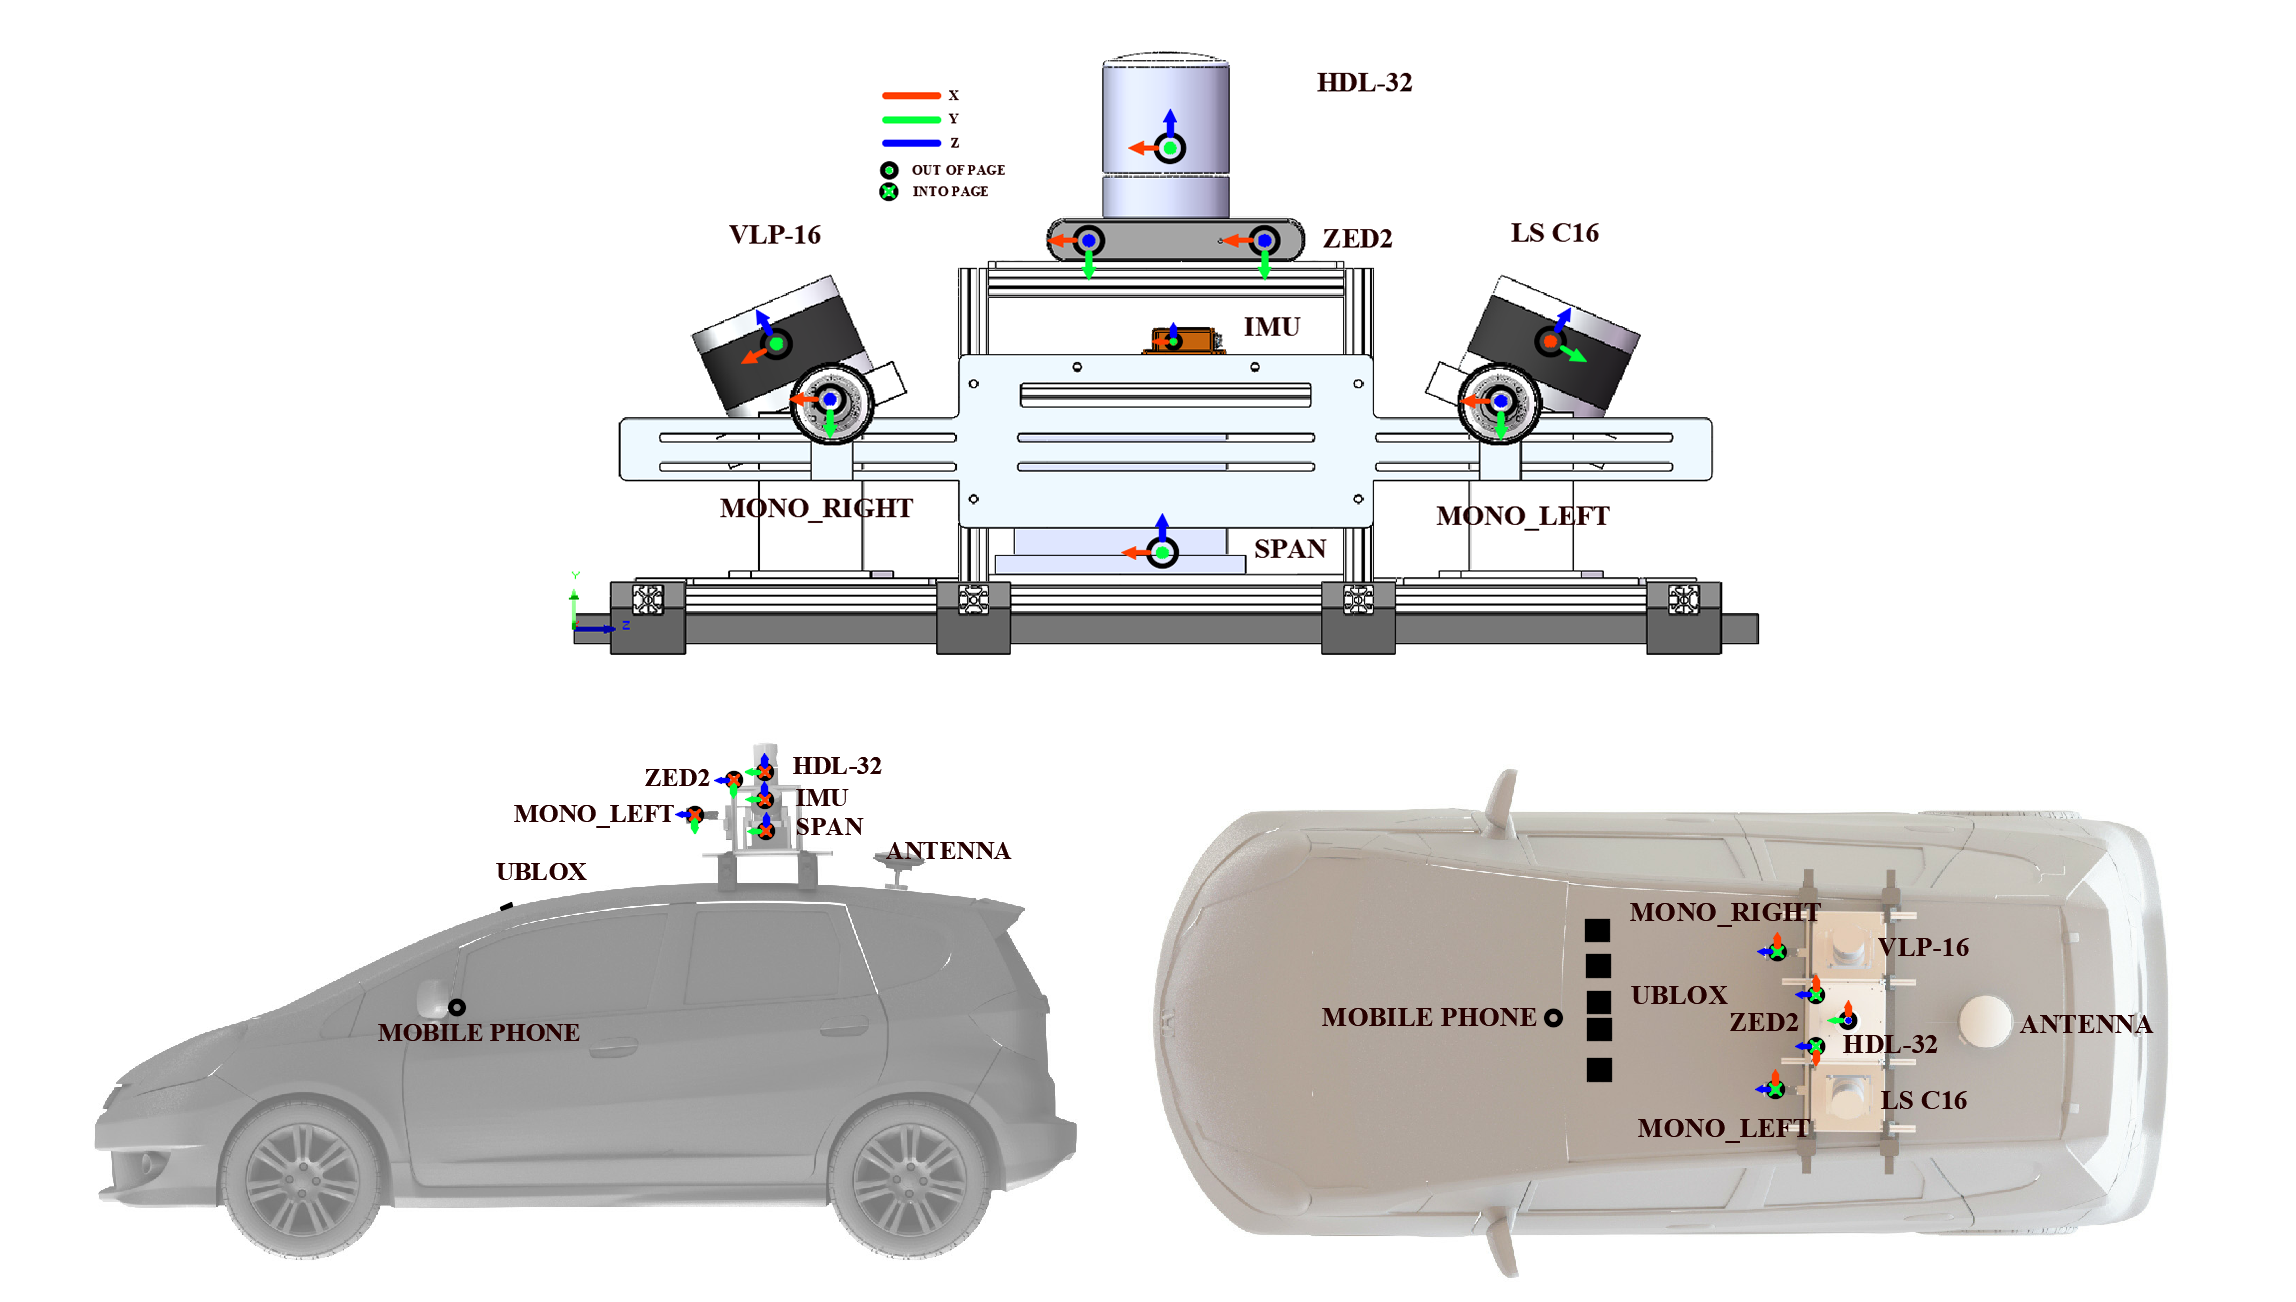 HDL-32
X
Y
Z
OUT OF PAGE
INTO PAGE
VLP-16
LS C16
ZED2
IMU
MONO_RIGHT
MONO_LEFT
SPAN
Y
Z
HDL-32
ZED2
IMU
MONO_LEFT
SPAN
ANTENNA
UBLOX
MOBILE PHONE
MONO_RIGHT
VLP-16
UBLOX
MOBILE PHONE
ZED2
ANTENNA
HDL-32
LS C16
MONO_LEFT